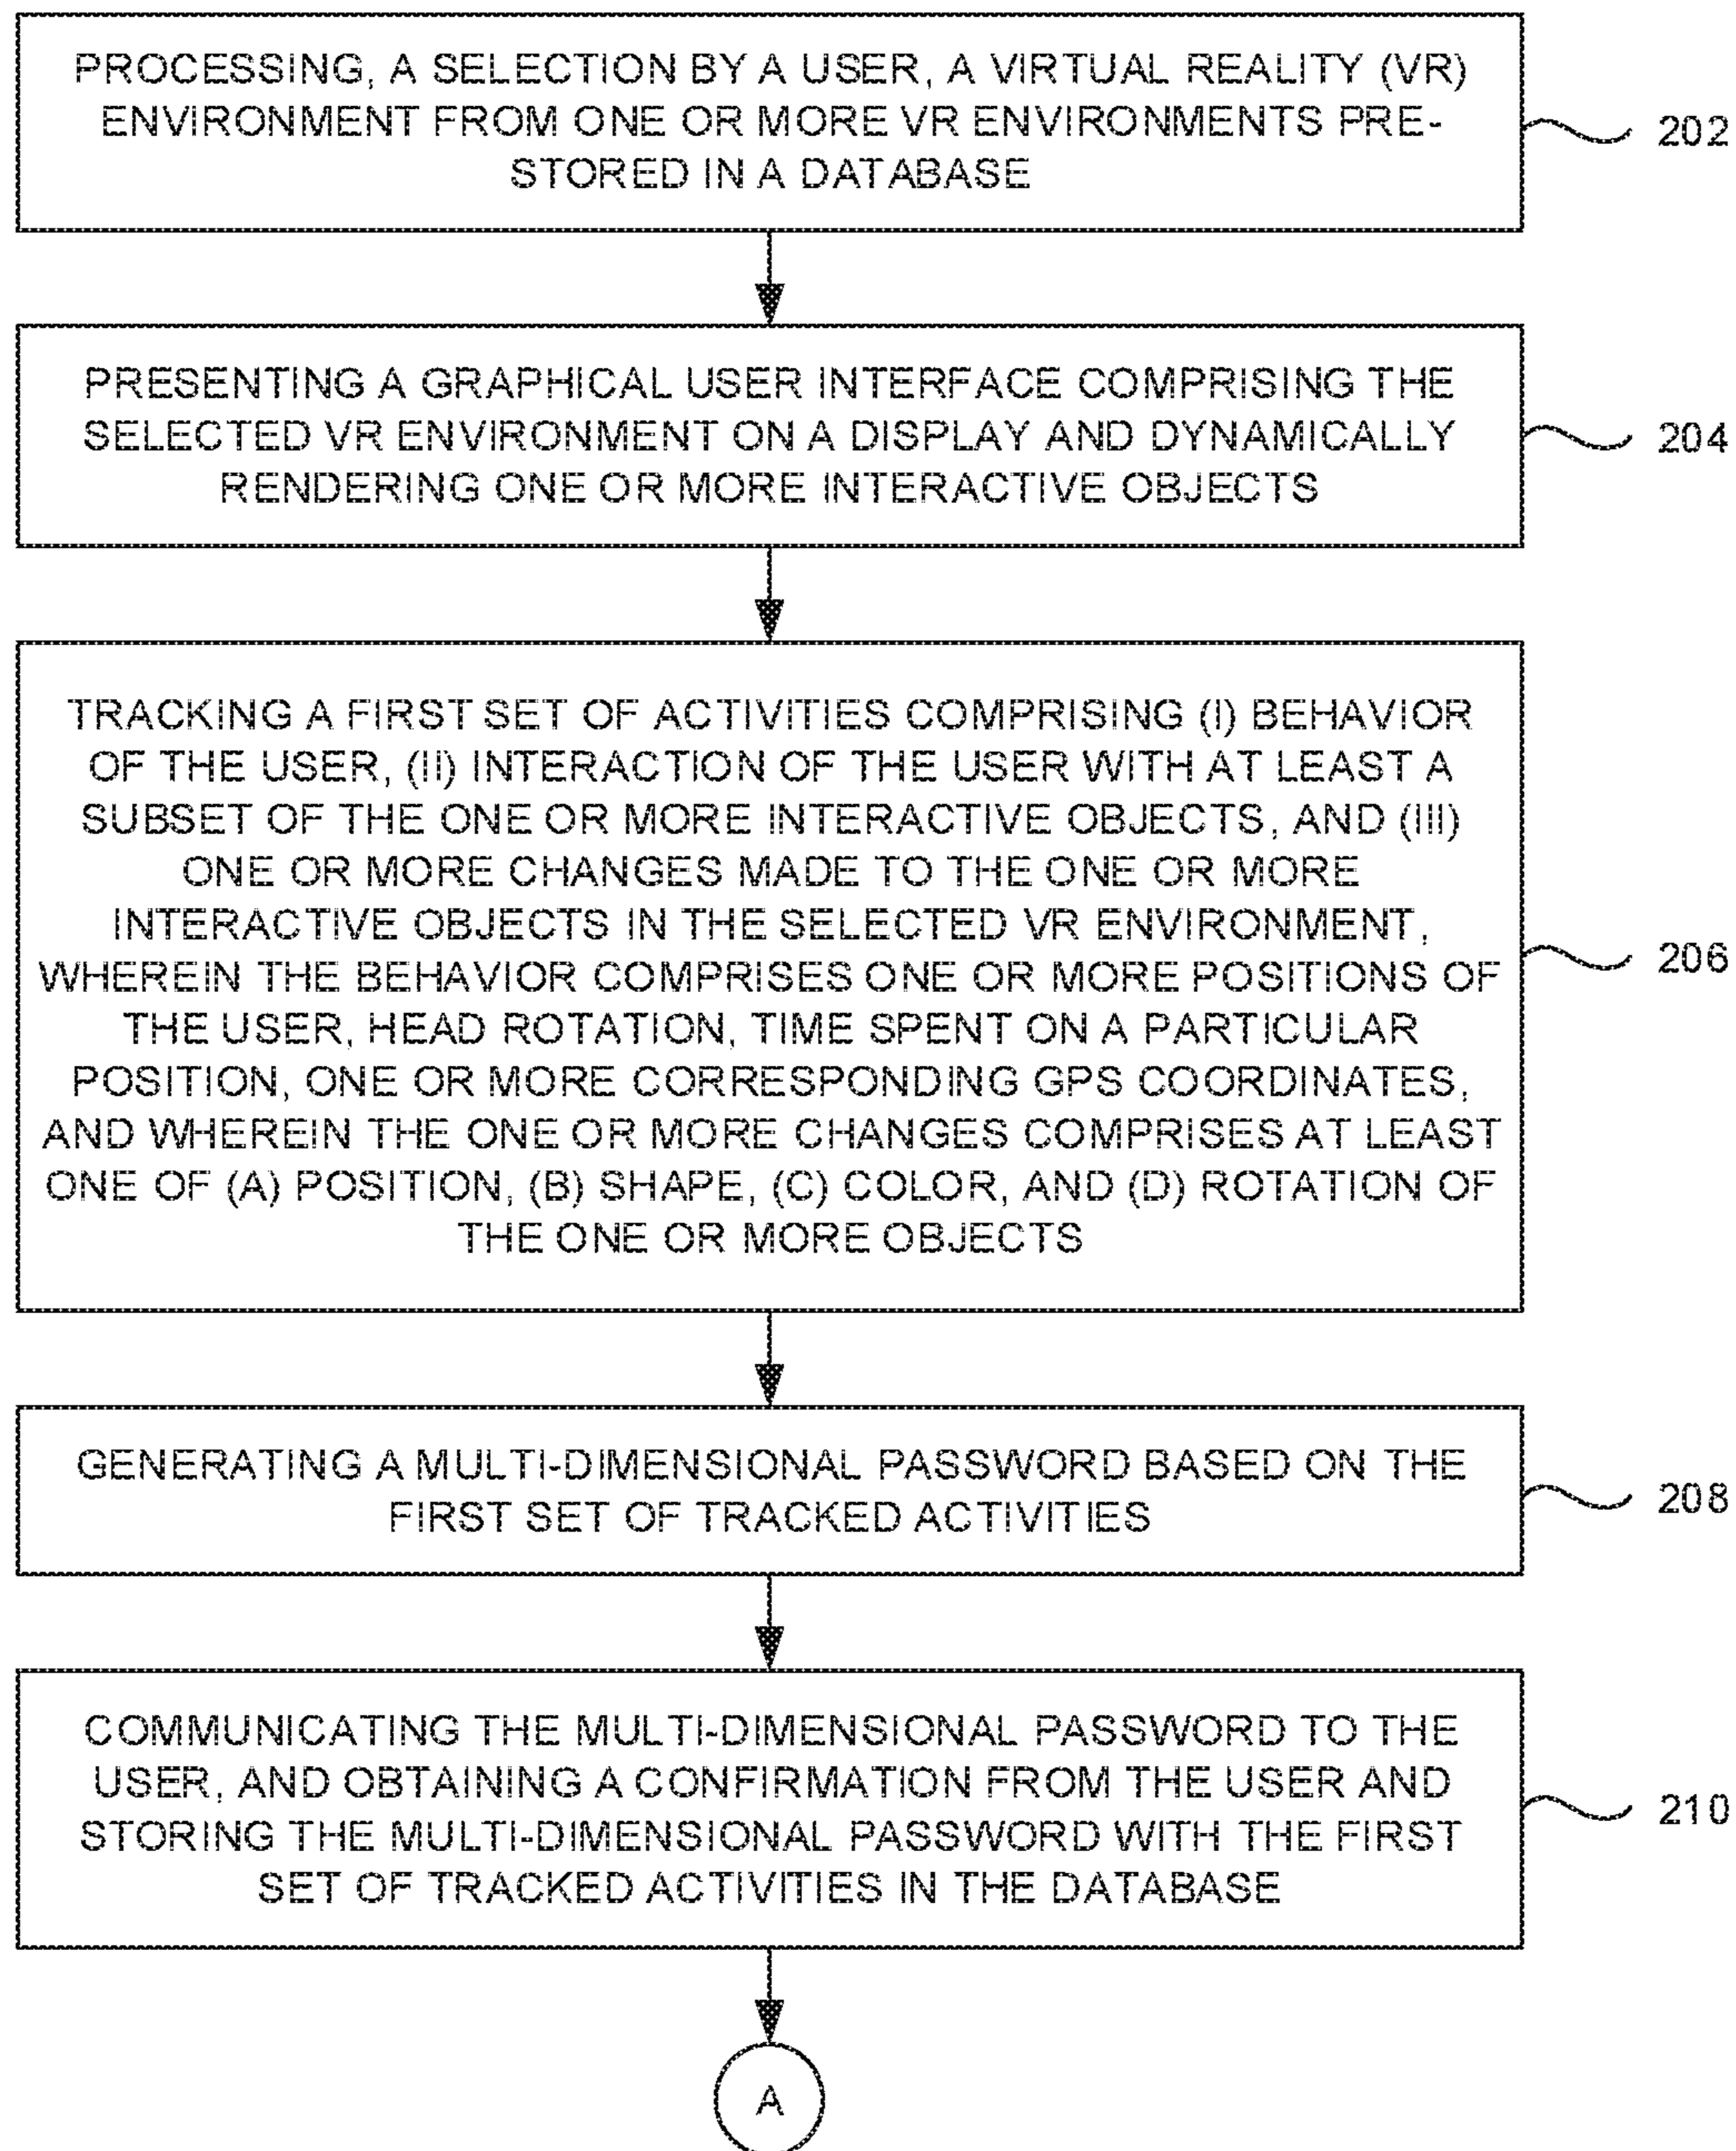 PROCESSING, A SELECTION BY A USER, A VIRTUAL REALITY (VR)
ENVIRONMENT FROM ONE OR MORE VR ENVIRONMENTS PRE-
STORED IN A DATABASE
202
PRESENTING A GRAPHICAL USER INTERFACE COMPRISING THE
SELECTED VR ENVIRONMENT ON A DISPLAY AND DYNAMICALLY
RENDERING ONE OR MORE INTERACTIVE OBJECTS
204
TRACKING A FIRST SET OF ACTIVITIES COMPRISING (I) BEHAVIOR
OF THE USER, (II) INTERACTION OF THE USER WITH AT LEAST A
SUBSET OF THE ONE OR MORE INTERACTIVE OBJECTS, AND (III)
ONE OR MORE CHANGES MADE TO THE ONE OR MORE
INTERACTIVE OBJECTS IN THE SELECTED VR ENVIRONMENT,
WHEREIN THE BEHAVIOR COMPRISES ONE OR MORE POSITIONS OF
THE USER, HEAD ROTATION, TIME SPENT ON A PARTICULAR
POSITION, ONE OR MORE CORRESPONDING GPS COORDINATES,
AND WHEREIN THE ONE OR MORE CHANGES COMPRISES AT LEAST
ONE OF (A) POSITION, (B) SHAPE, (C) COLOR, AND (D) ROTATION OF
THE ONE OR MORE OBJECTS
206
GENERATING A MULTI-DIMENSIONAL PASSWORD BASED ON THE
FIRST SET OF TRACKED ACTIVITIES
208
COMMUNICATING THE MULTI-DIMENSIONAL PASSWORD TO THE
USER, AND OBTAINING A CONFIRMATION FROM THE USER AND
STORING THE MULTI-DIMENSIONAL PASSWORD WITH THE FIRST
SET OF TRACKED ACTIVITIES IN THE DATABASE
210
A